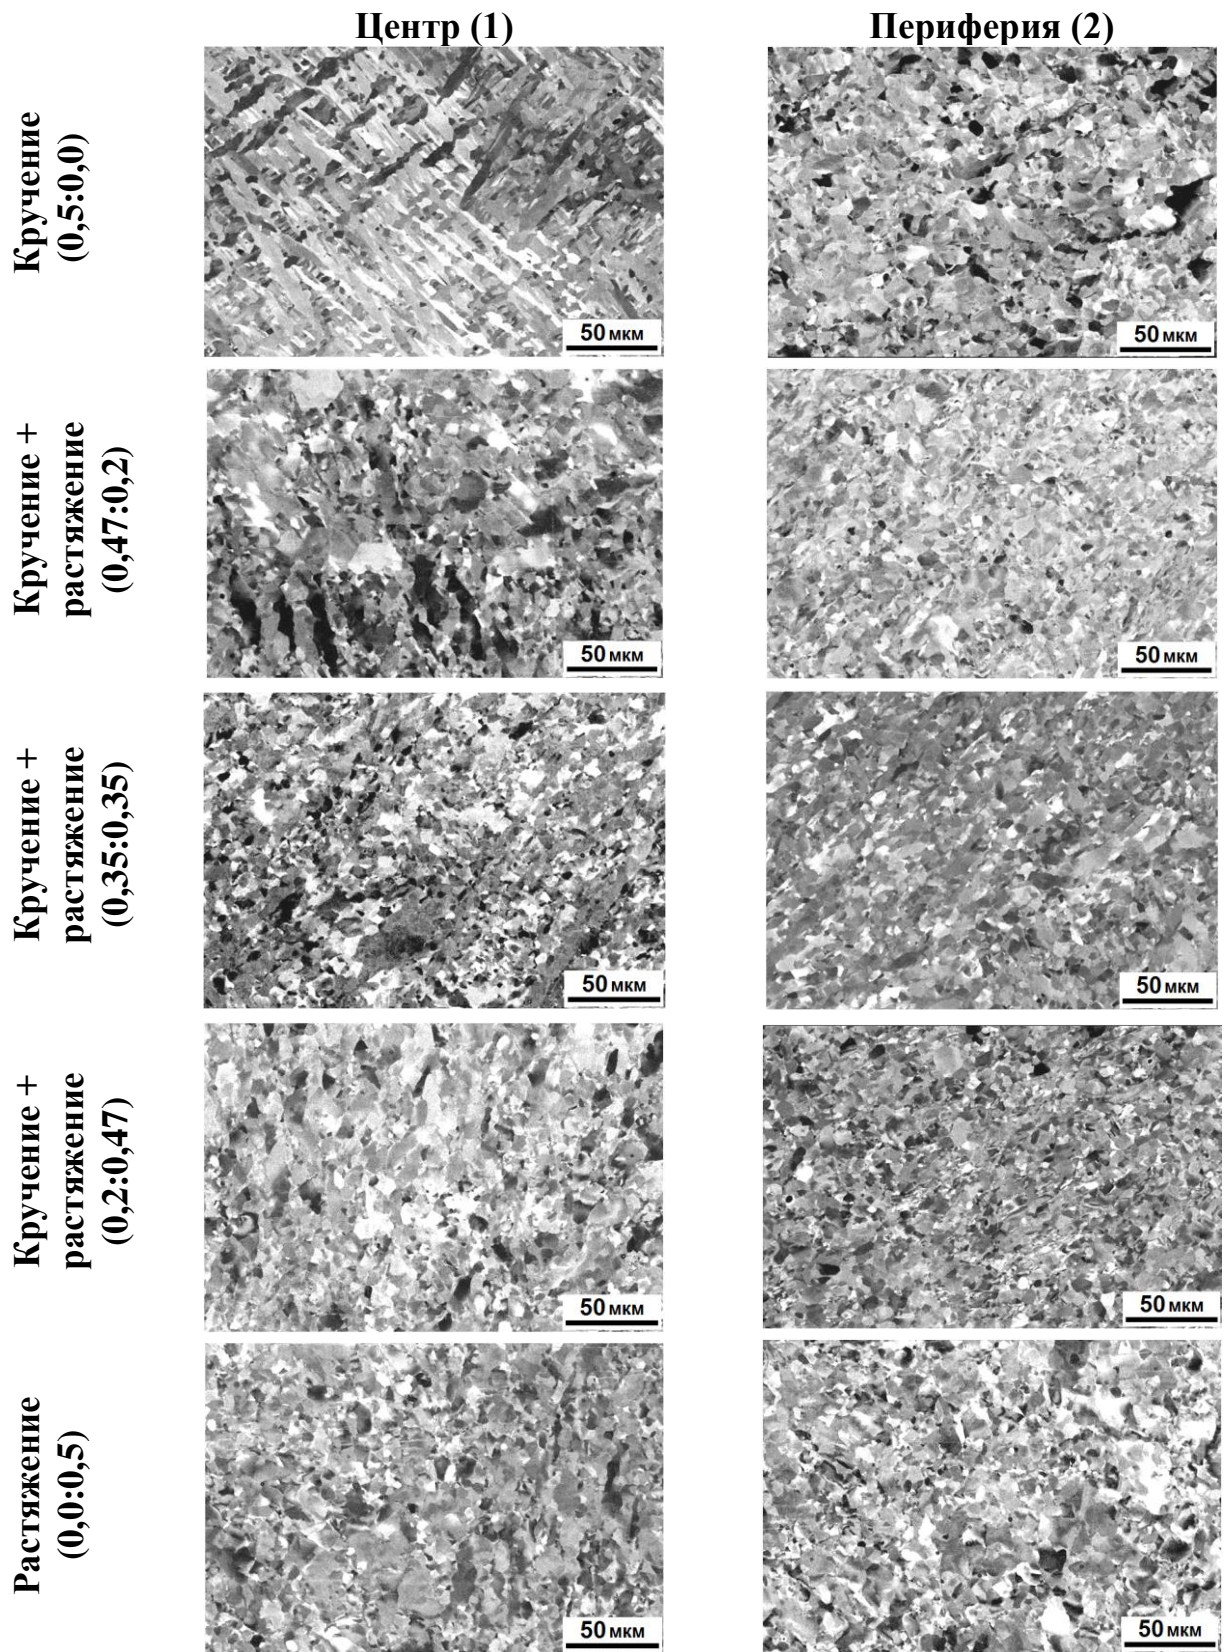 Центр (1)
Периферия (2)
Кручение
(0,5:0,0)
50 мкм
50 мкм
Кручение +
растяжение
(0,47:0,2)
50 мкм
50 мкм
Кручение +
растяжение
(0,35:0,35)
50 мкм
50 мкм
Кручение +
растяжение
(0,2:0,47)
50 мкм
50 мкм
Растяжение
(0,0:0,5)
50 мкм
50 мкм